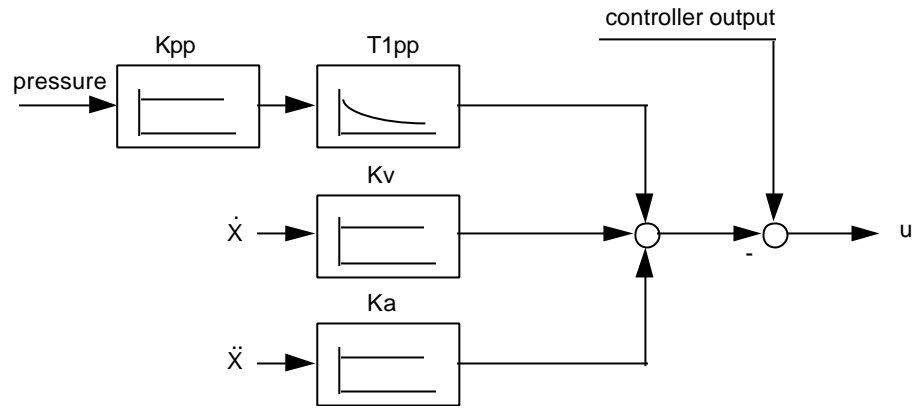 controller output
Kpp
T1pp
pressure
Kv
Ẋ
u
-
Ka
Ẍ